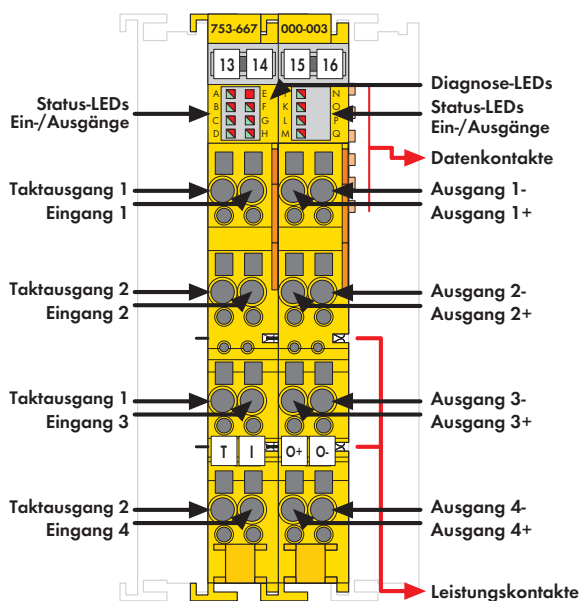 753-667 000-003
13 14 15 16
Diagnose-LEDs
Status-LEDs
Ein-/Ausgänge
A
B
C
D
E
F
G
H
I
K
L
M
N
O
P
Q
Status-LEDs
Ein-/Ausgänge
Datenkontakte
Taktausgang 1
Eingang 1
Ausgang 1-
Ausgang 1+
Taktausgang 2
Eingang 2
Ausgang 2-
Ausgang 2+
Taktausgang 1
Eingang 3
Ausgang 3-
Ausgang 3+
T I O+ O-
Taktausgang 2
Eingang 4
Ausgang 4-
Ausgang 4+
Leistungskontakte